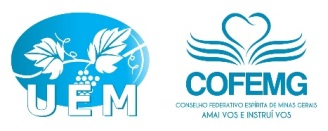 UEM
COFEMG
CONSELHO FEDERATIVO ESPÍRITA DE MINAS GERAIS
AMAI VOS E INSTRUÍ VOS